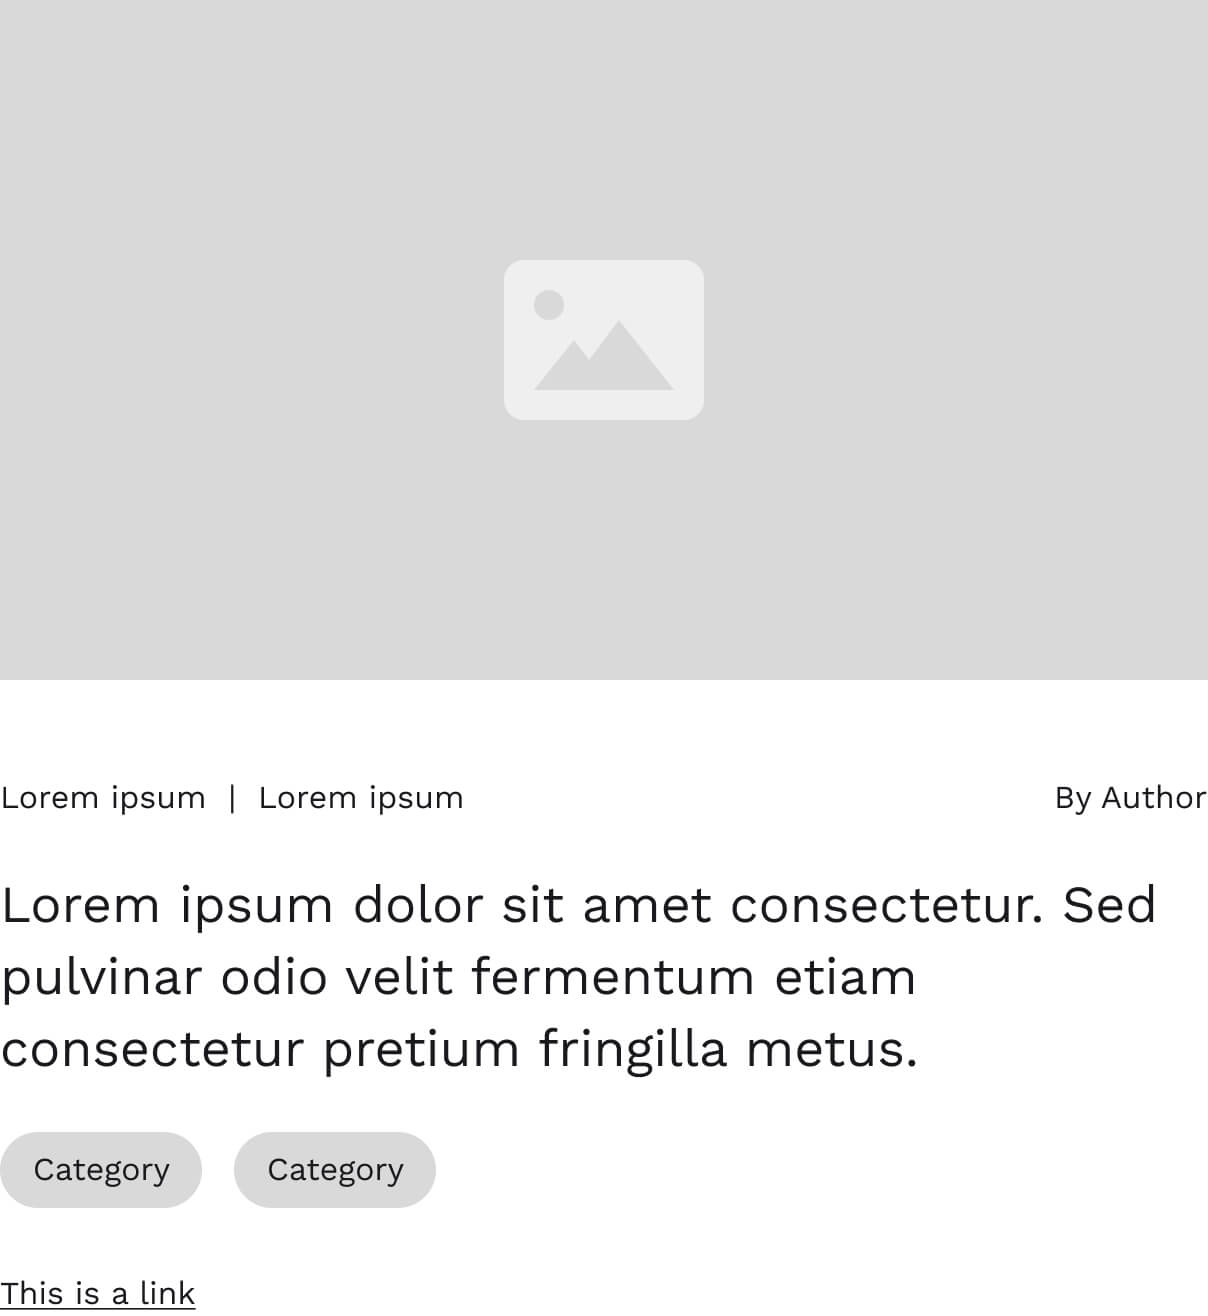 Lorem ipsum | Lorem ipsum By Author
Lorem ipsum dolor sit amet consectetur. Sed
pulvinar odio velit fermentum etiam
consectetur pretium fringilla metus.
Category Category
This is a link